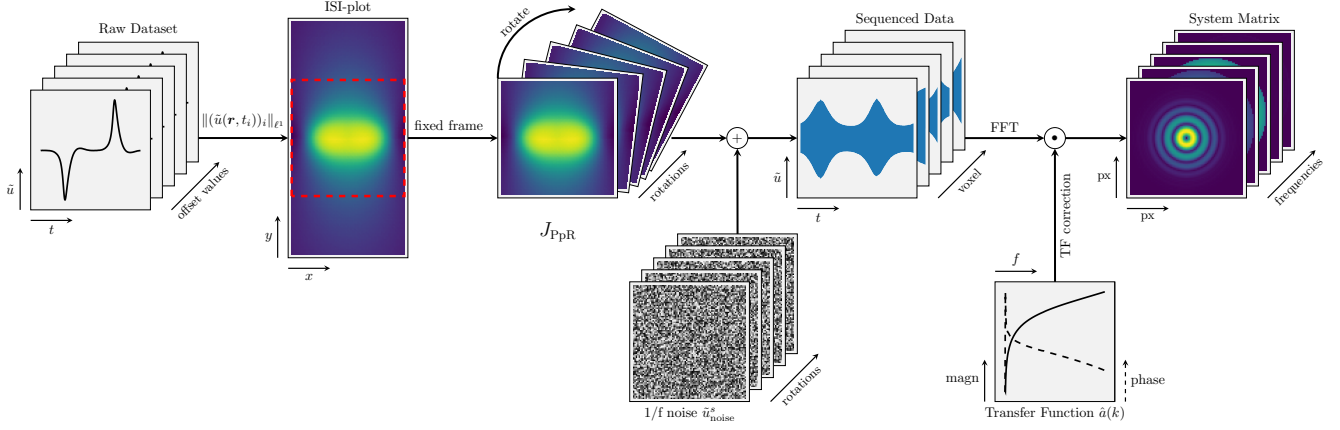 Raw Dataset
ũ
t
offset values
‖(ũ(r, t_i))_i‖_{ℓ^1}
ISI-plot
y
x
fixed frame
rotate
J_PpR
rotations
+
1/f noise ũ^s_noise
rotations
Sequenced Data
ũ
t
voxel
FFT
TF correction
f
magn
phase
Transfer Function â(k)
System Matrix
px
px
frequencies